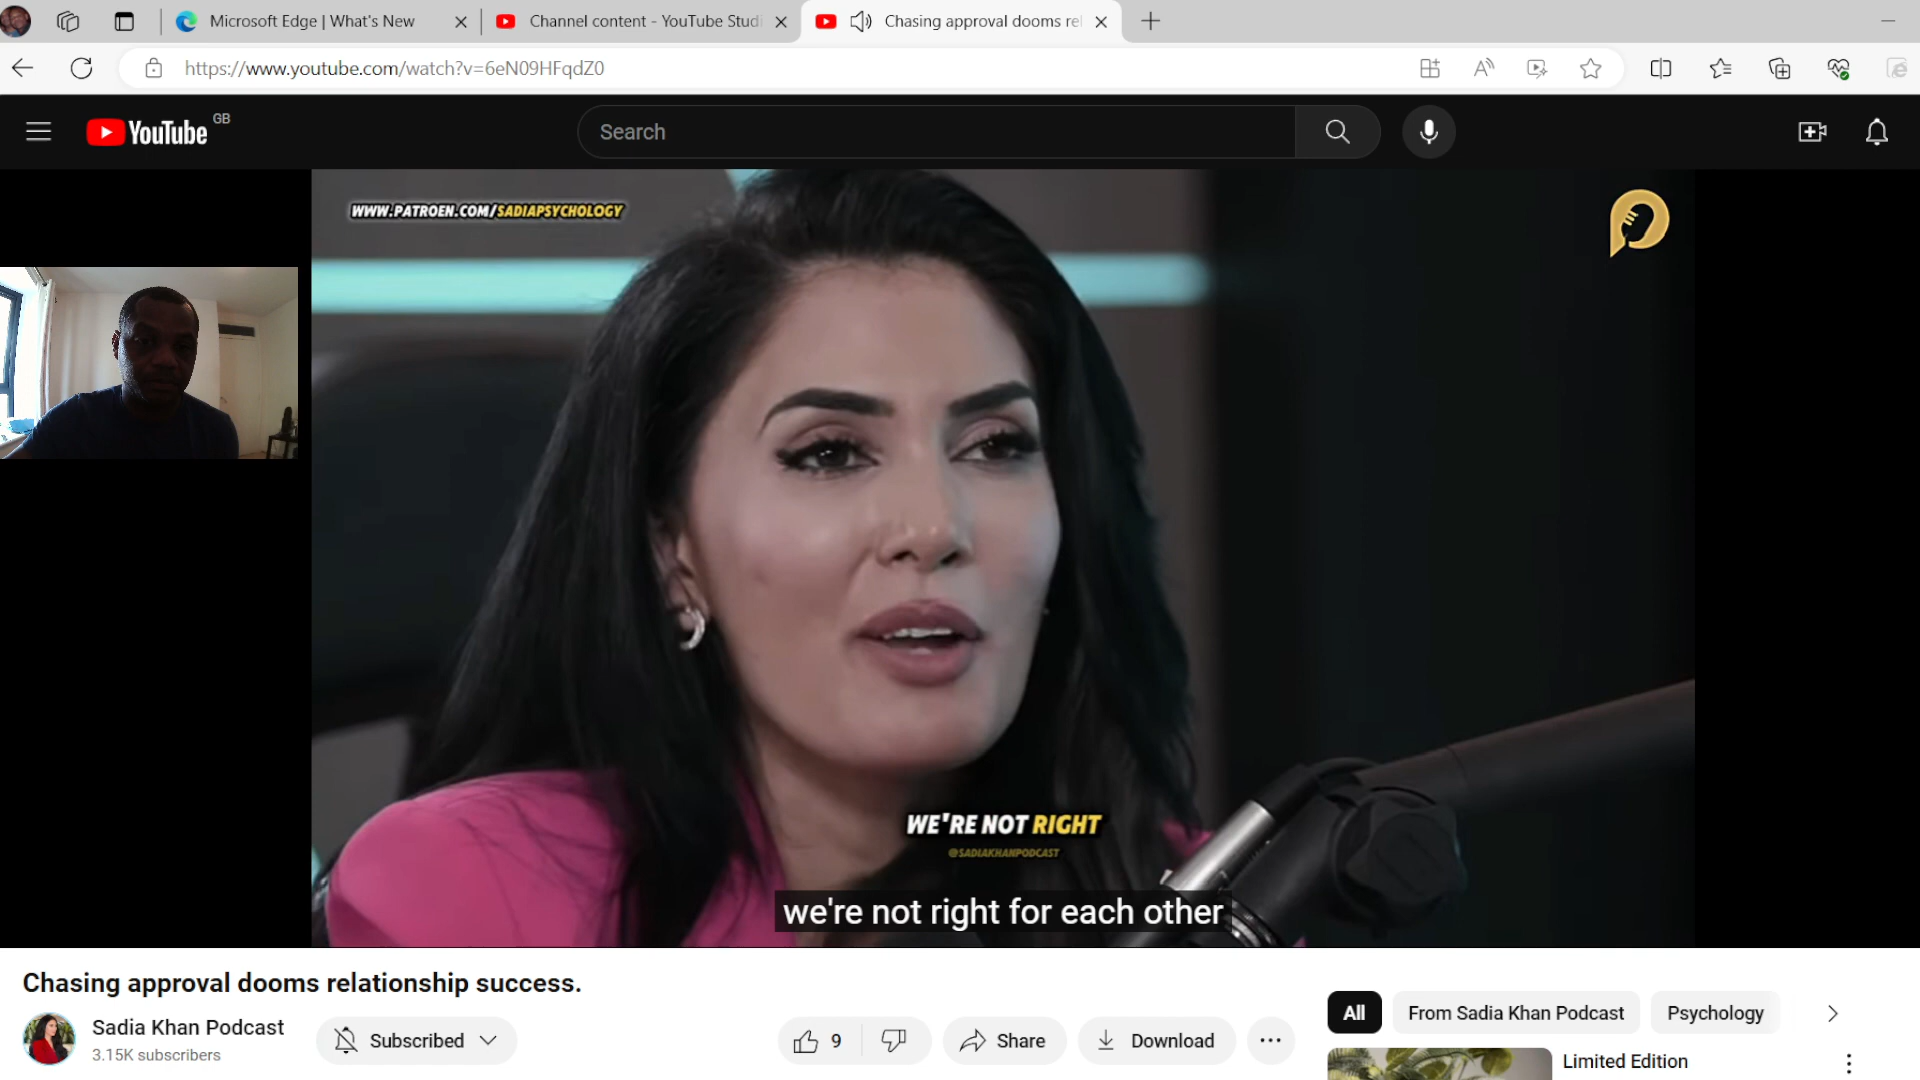 Microsoft Edge | What's New
Channel content - YouTube Studi
Chasing approval dooms rel
https://www.youtube.com/watch?v=6eN09HFqdZ0
YouTube GB
Search
WWW.PATROEN.COM/SADIAPSYCHOLOGY
WE'RE NOT RIGHT
@SADIAKHANPODCAST
we're not right for each other
Chasing approval dooms relationship success.
Sadia Khan Podcast
3.15K subscribers
Subscribed
9
Share
Download
All
From Sadia Khan Podcast
Psychology
Limited Edition